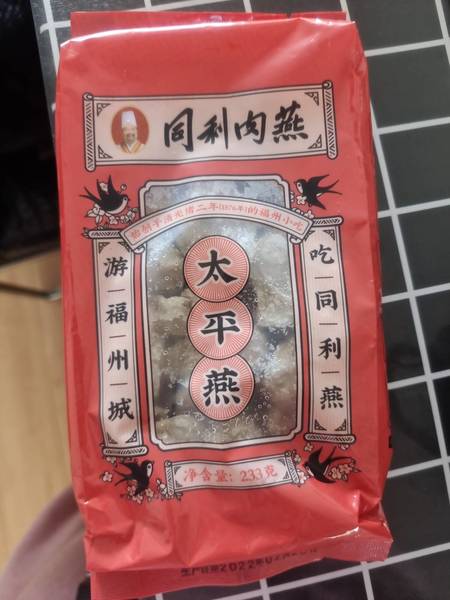 同利肉燕
始创于清光绪二年(1876年)的福州小吃
游福州城
太平燕
吃同利燕
净含量：233克